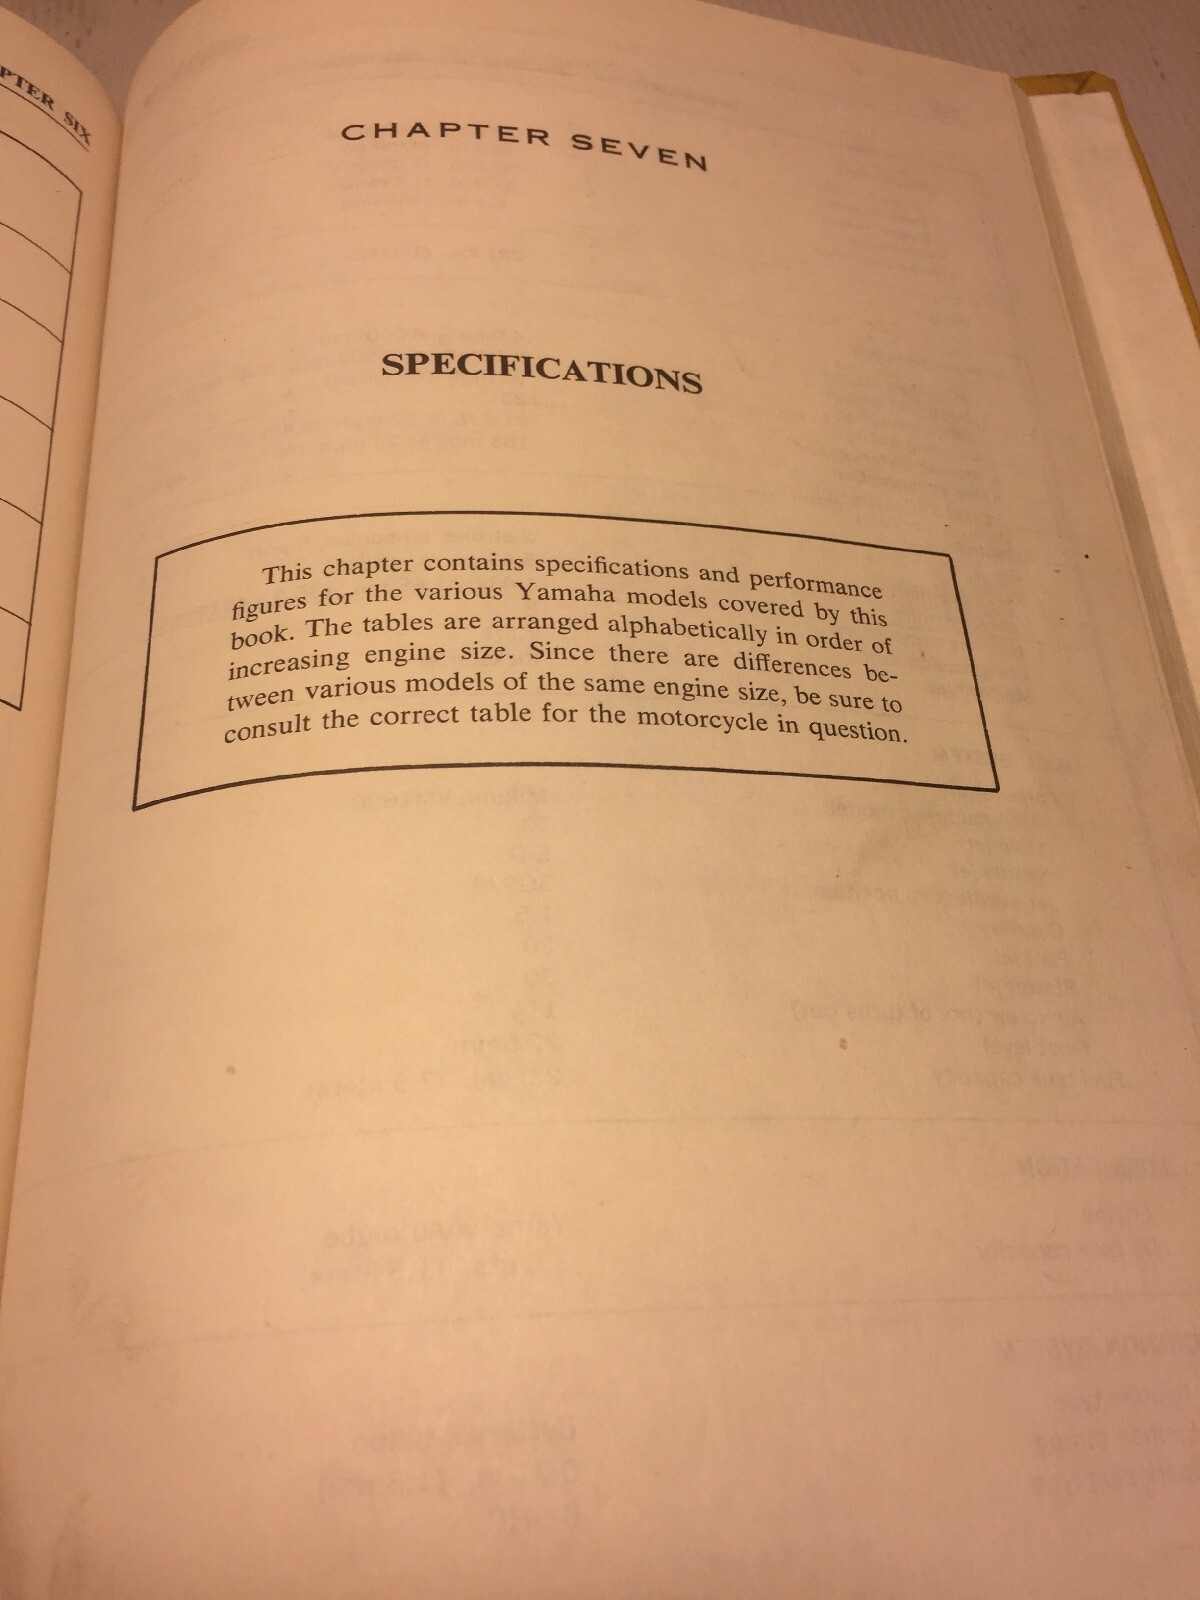 PTER SIX
CHAPTER SEVEN
SPECIFICATIONS
This chapter contains specifications and performance
figures for the various Yamaha models covered by this
book. The tables are arranged alphabetically in order of
increasing engine size. Since there are differences be-
tween various models of the same engine size, be sure to
consult the correct table for the motorcycle in question.